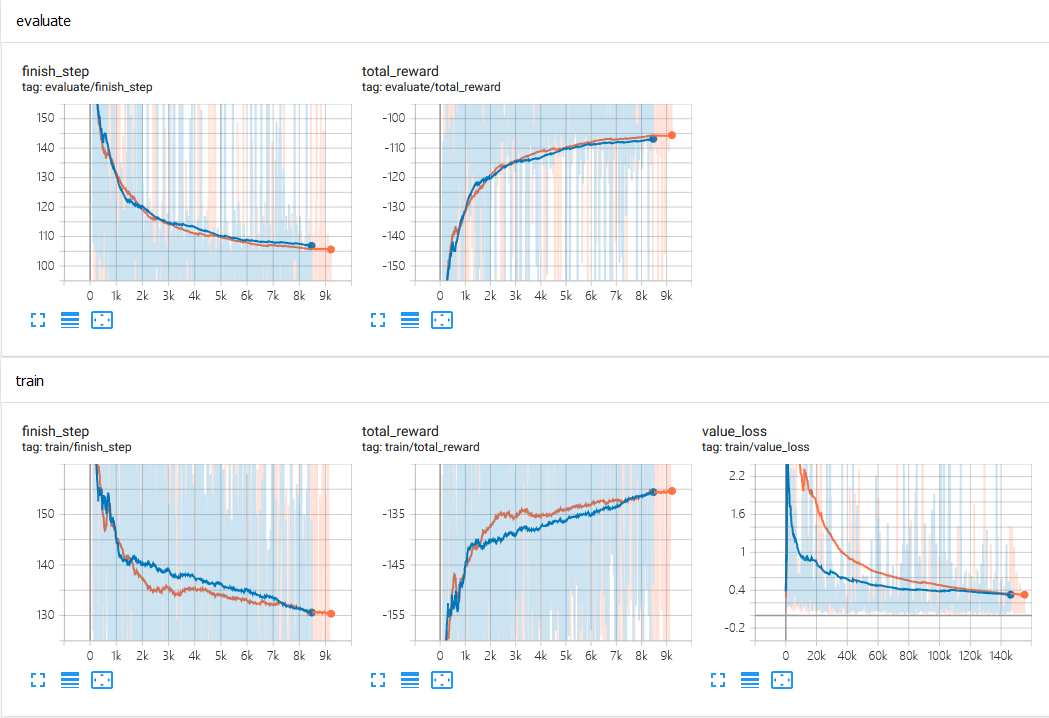 evaluate
finish_step
tag: evaluate/finish_step
150
140
130
120
110
100
0 1k 2k 3k 4k 5k 6k 7k 8k 9k
total_reward
tag: evaluate/total_reward
-100
-110
-120
-130
-140
-150
0 1k 2k 3k 4k 5k 6k 7k 8k 9k
train
finish_step
tag: train/finish_step
150
140
130
0 1k 2k 3k 4k 5k 6k 7k 8k 9k
total_reward
tag: train/total_reward
-135
-145
-155
0 1k 2k 3k 4k 5k 6k 7k 8k 9k
value_loss
tag: train/value_loss
2.2
1.6
1
0.4
-0.2
0 20k 40k 60k 80k 100k 120k 140k